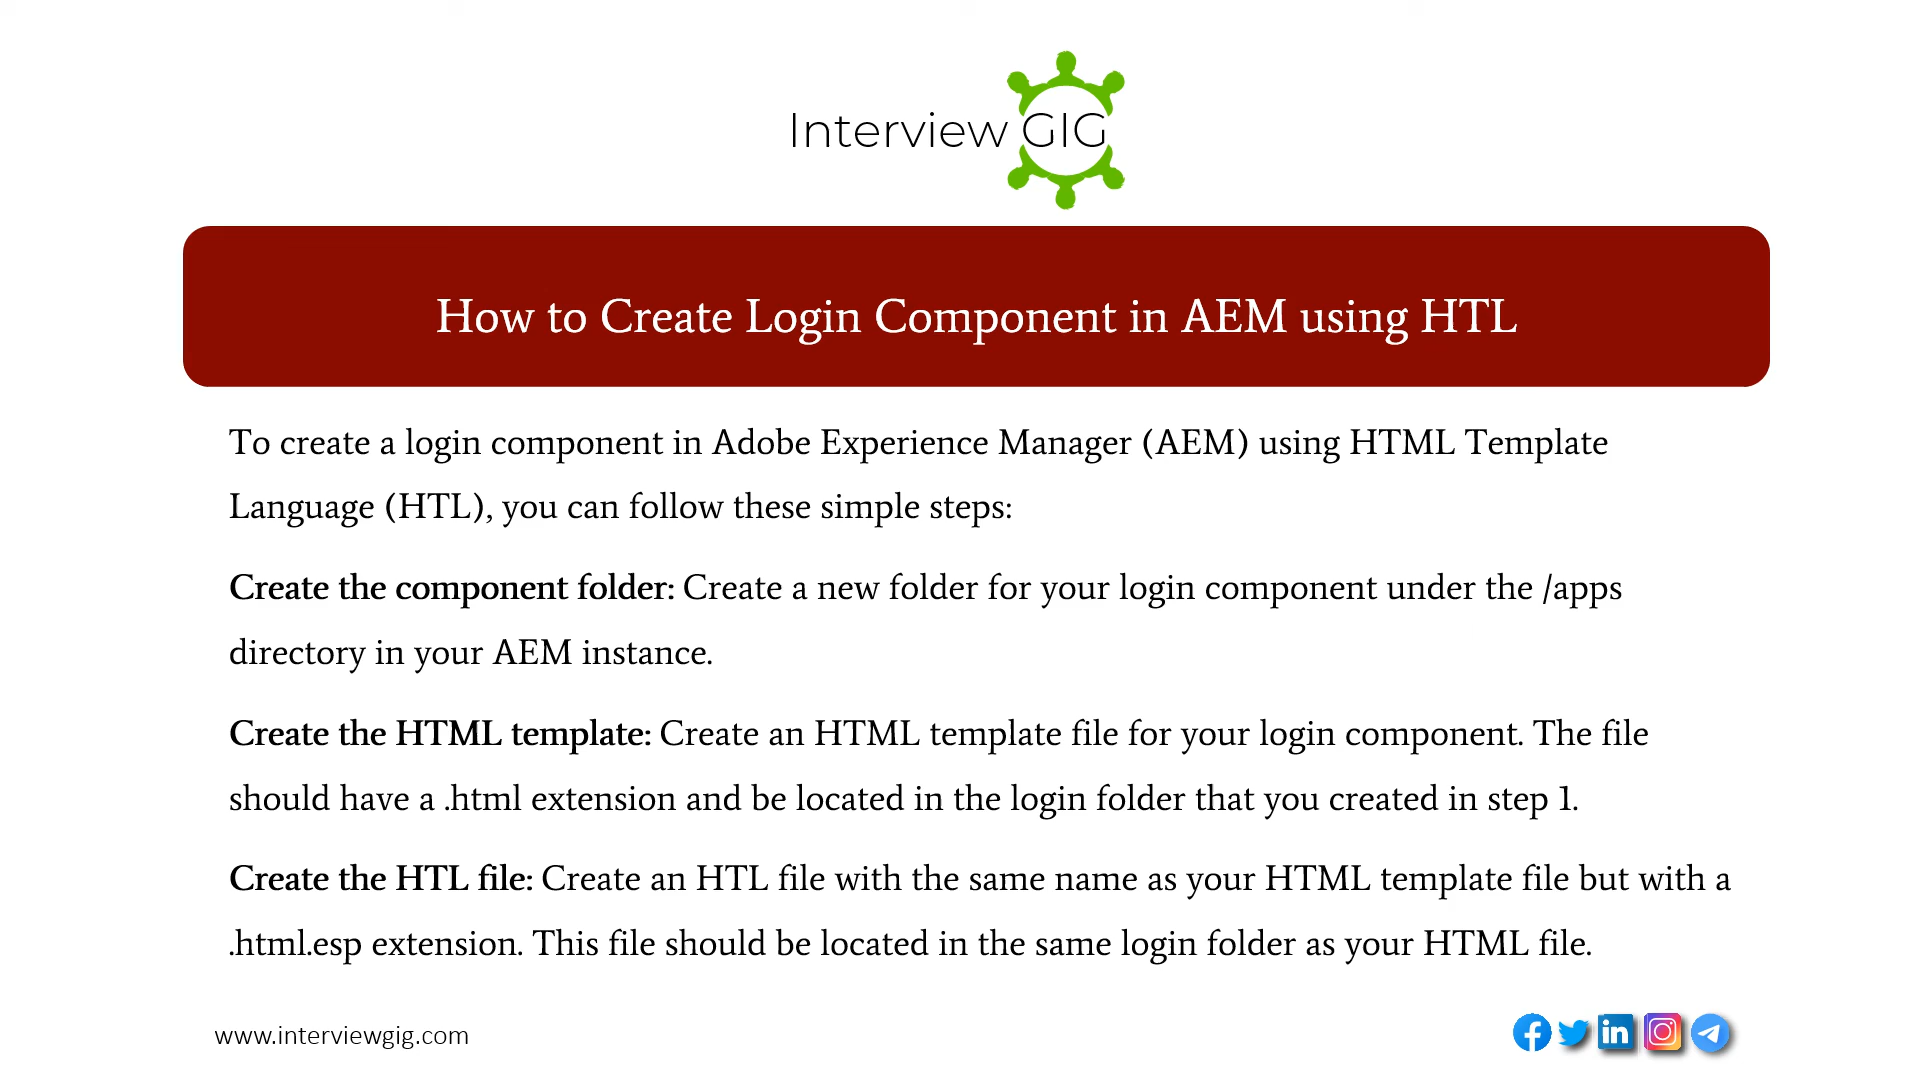 Interview GIG
How to Create Login Component in AEM using HTL
To create a login component in Adobe Experience Manager (AEM) using HTML Template
Language (HTL), you can follow these simple steps:
Create the component folder: Create a new folder for your login component under the /apps
directory in your AEM instance.
Create the HTML template: Create an HTML template file for your login component. The file
should have a .html extension and be located in the login folder that you created in step 1.
Create the HTL file: Create an HTL file with the same name as your HTML template file but with a
.html.esp extension. This file should be located in the same login folder as your HTML file.
www.interviewgig.com